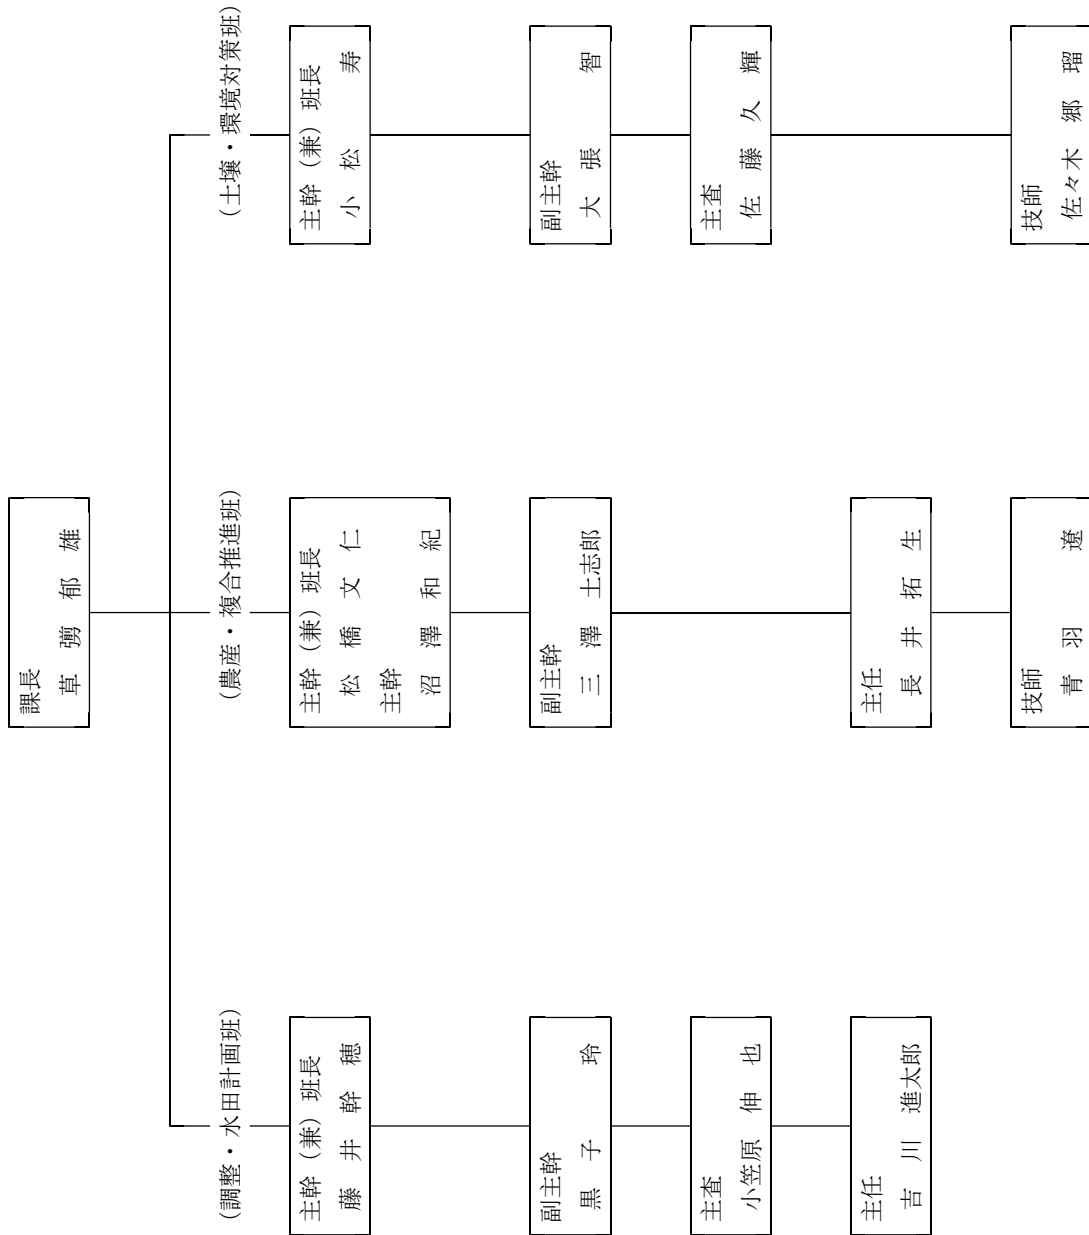 課長
草彅郁雄
(調整・水田計画班)
主幹（兼）班長
藤井幹穂
副主幹
黒子玲
主査
小笠原伸也
主任
吉川進太郎
(農産・複合推進班)
主幹（兼）班長
松橋文仁
主幹
沼澤和紀
副主幹
三澤土志郎
主任
長井拓生
技師
青羽遼
(土壌・環境対策班)
主幹（兼）班長
小松寿
副主幹
大張智
主査
佐藤久輝
技師
佐々木郷瑠